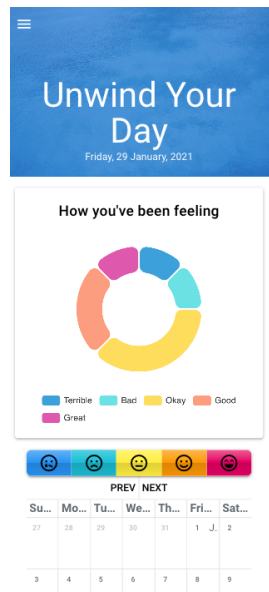 Unwind Your
Day
Friday, 29 January, 2021
How you've been feeling
Terrible Bad Okay Good
Great
PREV NEXT
Su... Mo... Tu... We... Th... Fri... Sat...
27 28 29 30 31 1 J. 2
3 4 5 6 7 8 9